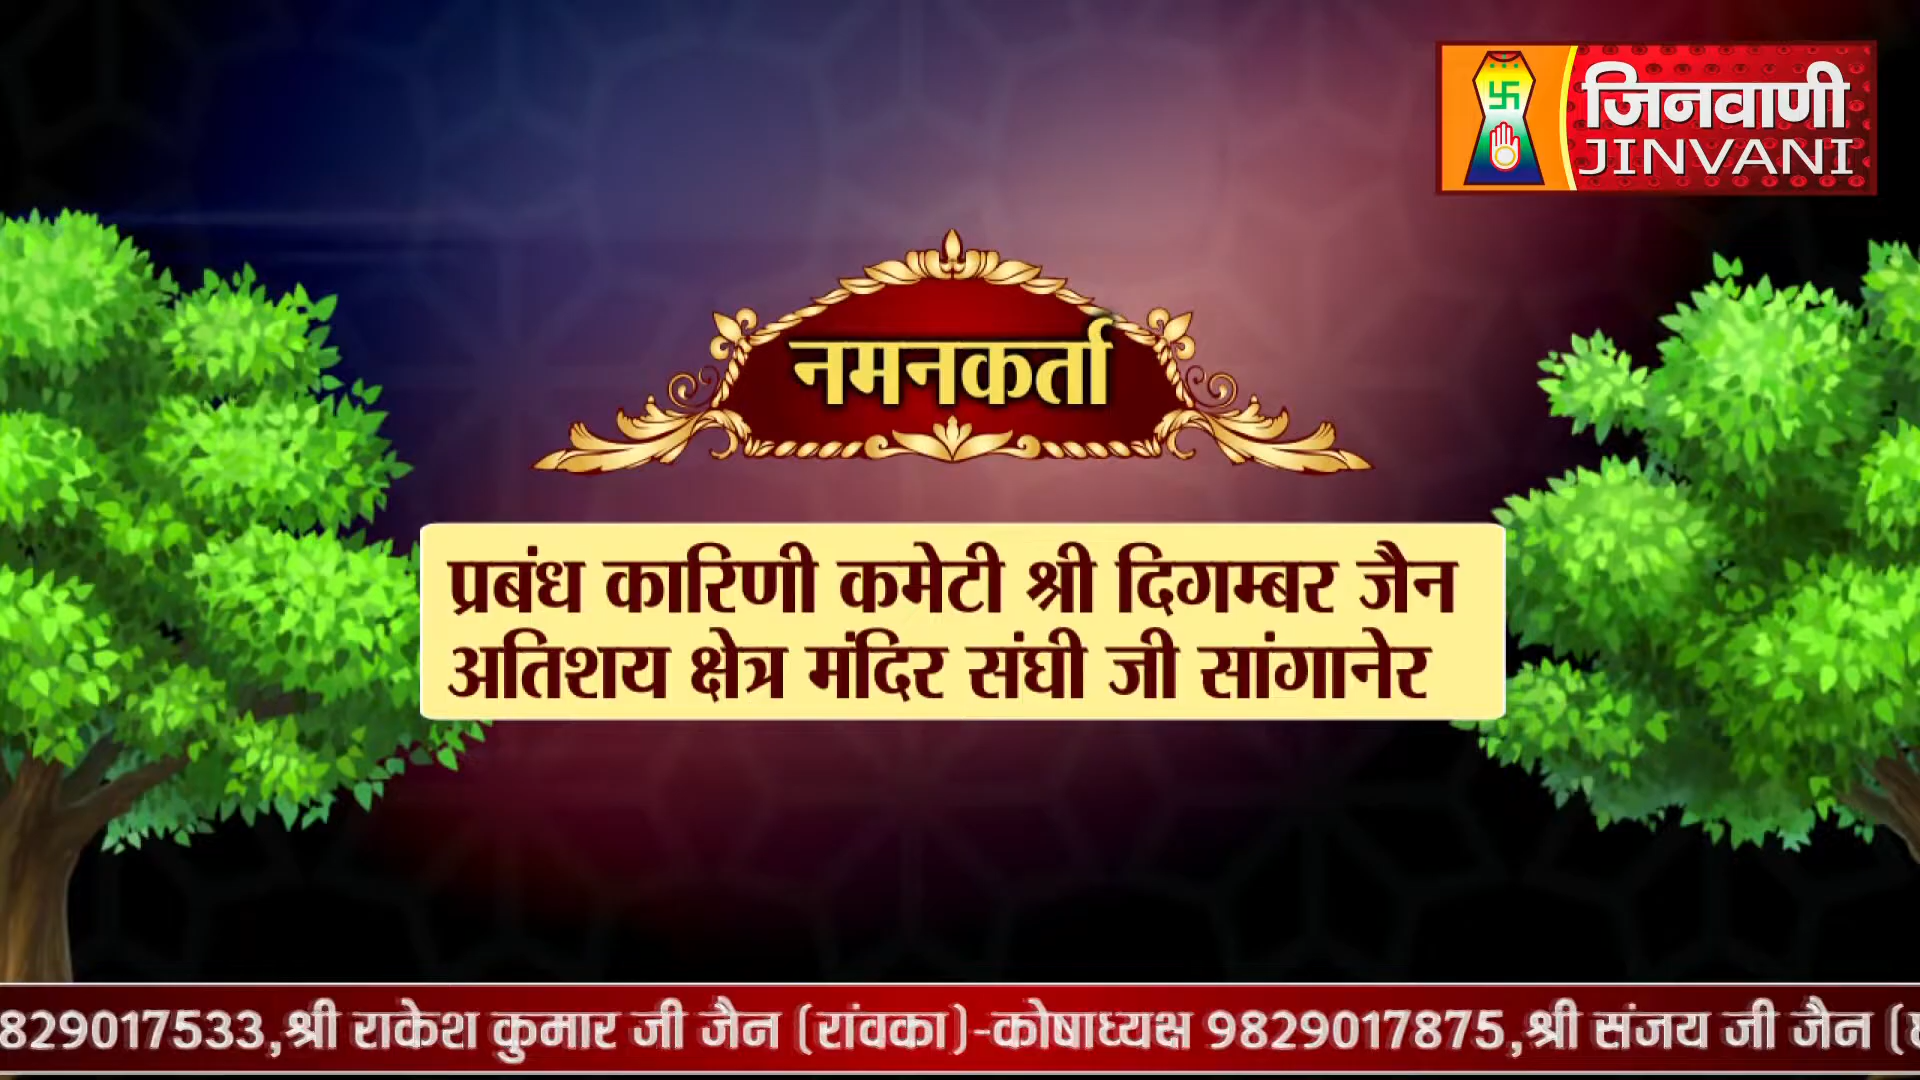 जिनवाणी
JINVANI
नमनकर्ता
प्रबंध कारिणी कमेटी श्री दिगम्बर जैन
अतिशय क्षेत्र मंदिर संघी जी सांगानेर
829017533,श्री राकेश कुमार जी जैन (रांवका)-कोषाध्यक्ष 9829017875,श्री संजय जी जैन (